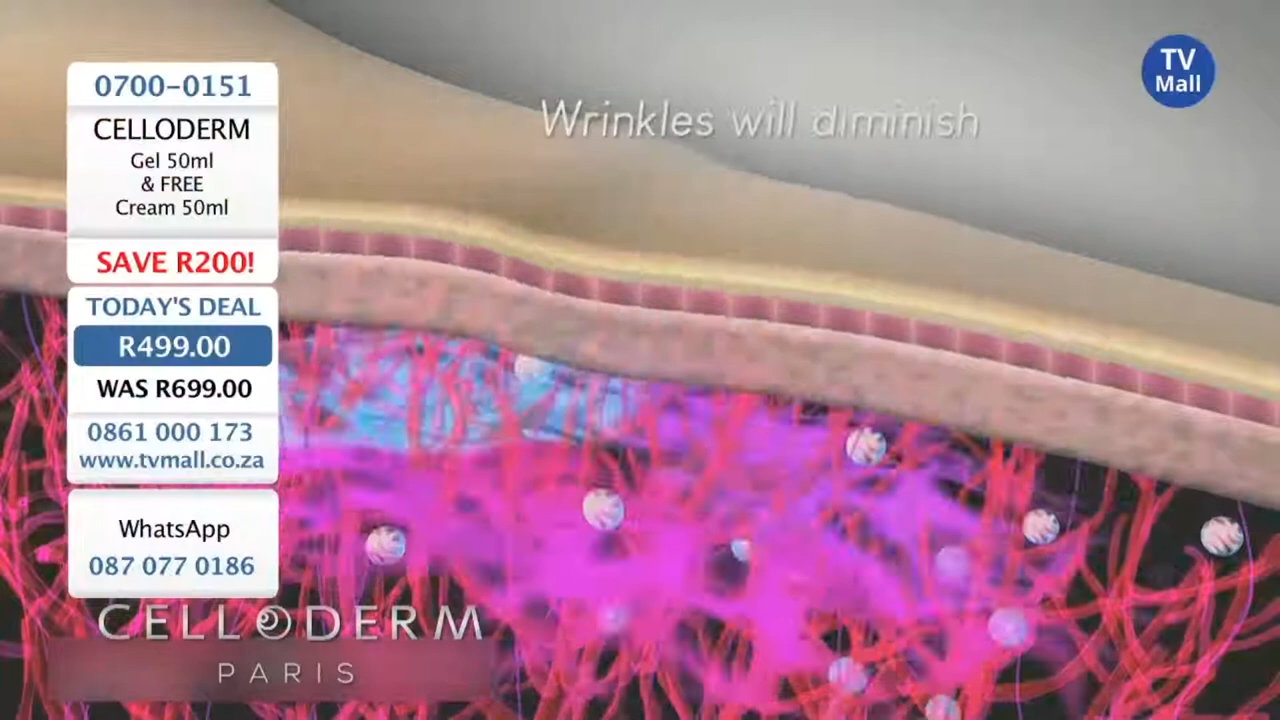 0700-0151
CELLODERM
Gel 50ml
& FREE
Cream 50ml
SAVE R200!
TODAY'S DEAL
R499.00
WAS R699.00
0861 000 173
www.tvmall.co.za
WhatsApp
087 077 0186
CELLODERM
PARIS
Wrinkles will diminish
TV
Mall